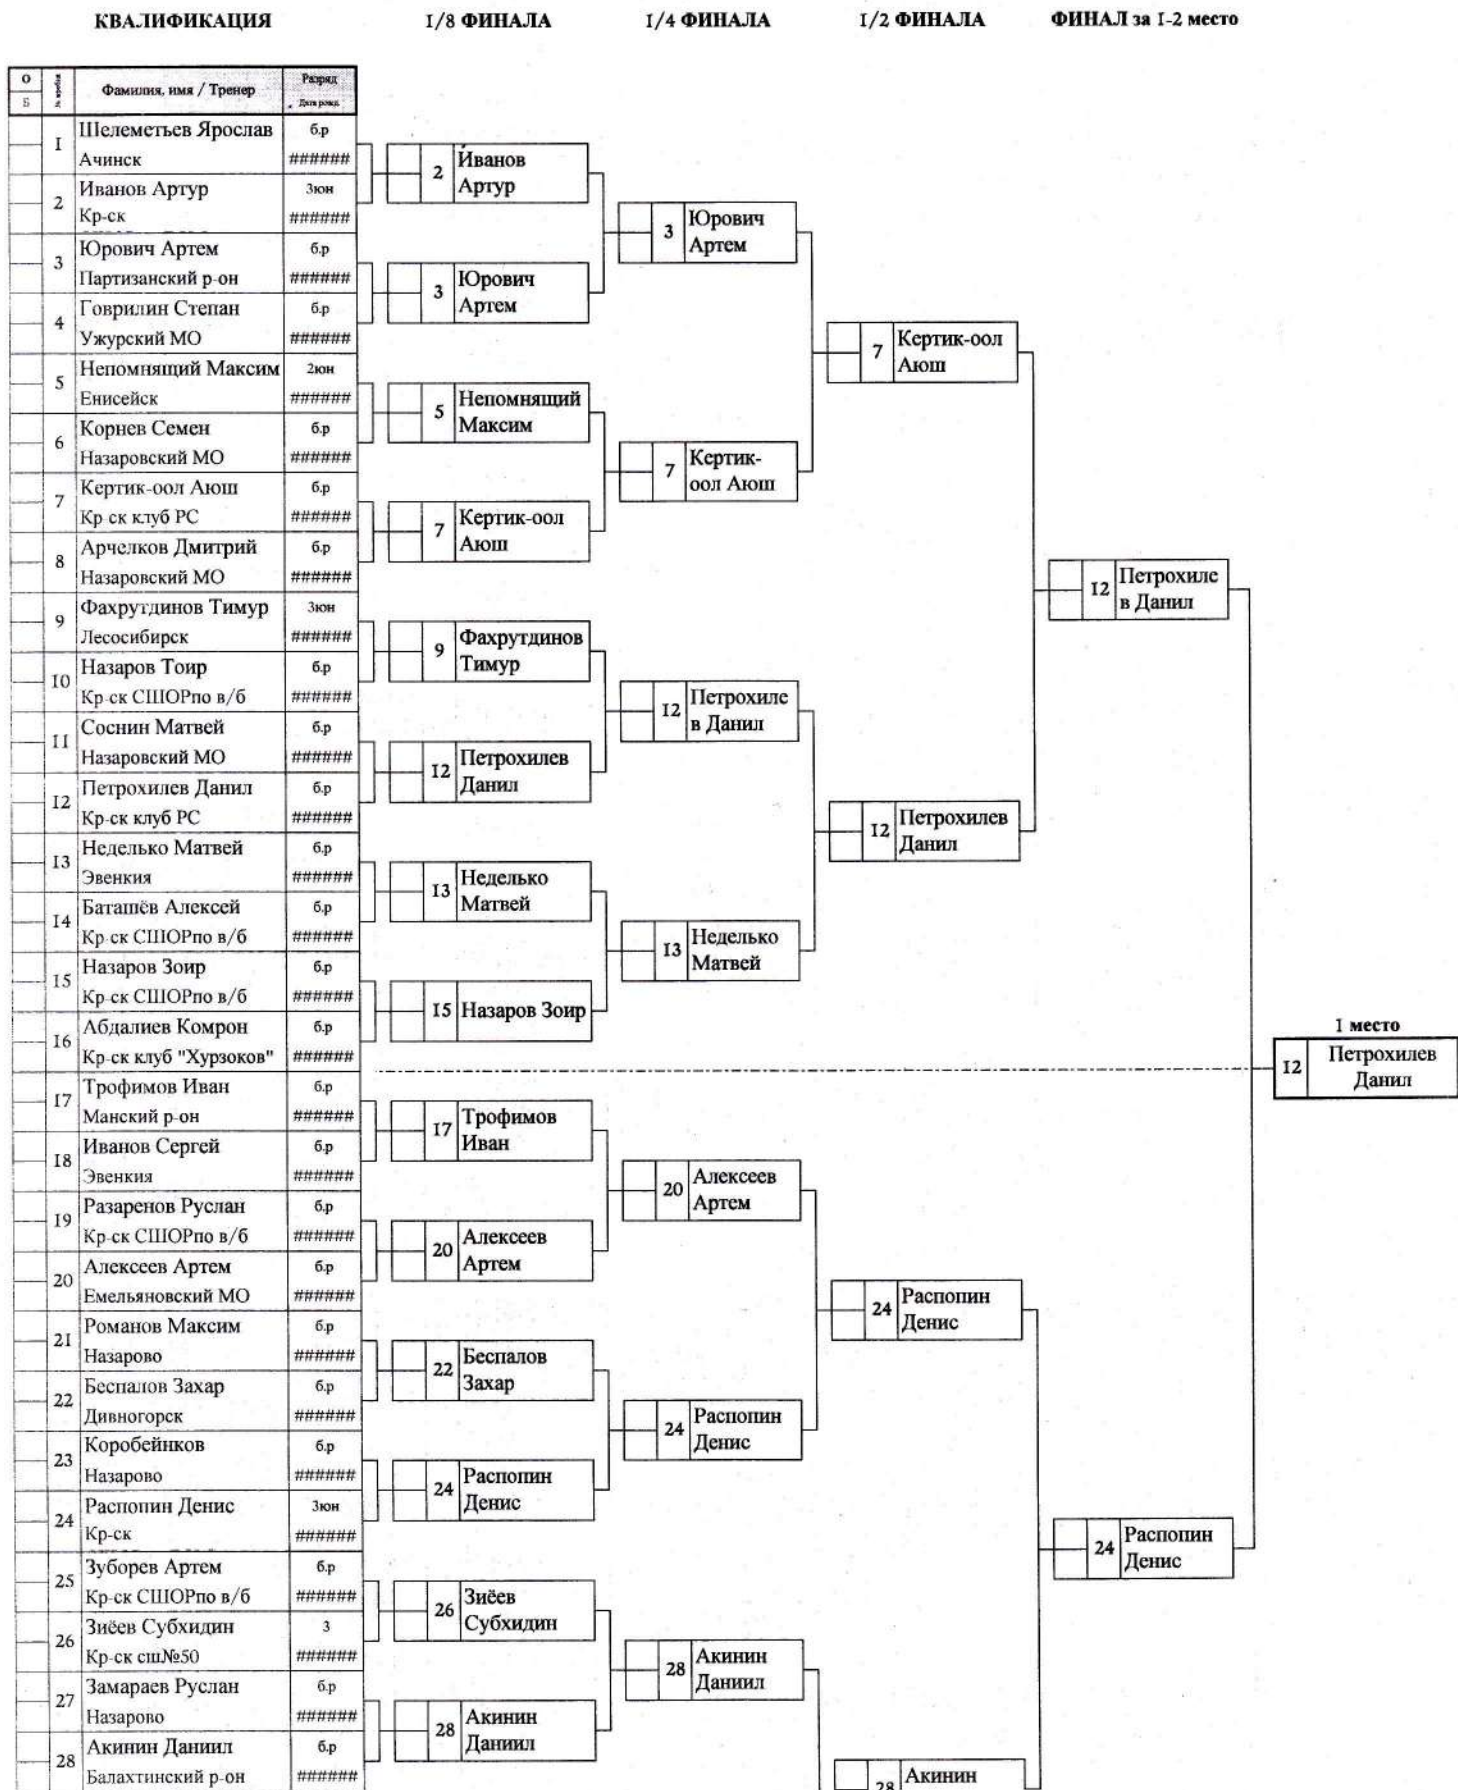 КВАЛИФИКАЦИЯ
1/8 ФИНАЛА
1/4 ФИНАЛА
1/2 ФИНАЛА
ФИНАЛ за 1-2 место
О
Б
Фамилия, имя / Тренер
Разряд
1
Шелеметьев Ярослав
б.р
Ачинск
######
2
Иванов Артур
3юн
Кр-ск
######
3
Юрович Артем
б.р
Партизанский р-он
######
4
Говрилин Степан
б.р
Ужурский МО
######
5
Непомнящий Максим
2юн
Енисейск
######
6
Корнев Семен
б.р
Назаровский МО
######
7
Кертик-оол Аюш
б.р
Кр-ск клуб РС
######
8
Арчелков Дмитрий
б.р
Назаровский МО
######
9
Фахрутдинов Тимур
3юн
Лесосибирск
######
10
Назаров Тоир
б.р
Кр-ск СШОРпо в/б
######
11
Соснин Матвей
б.р
Назаровский МО
######
12
Петрохилев Данил
б.р
Кр-ск клуб РС
######
13
Неделько Матвей
б.р
Эвенкия
######
14
Баташёв Алексей
б.р
Кр-ск СШОРпо в/б
######
15
Назаров Зоир
б.р
Кр-ск СШОРпо в/б
######
16
Абдалиев Комрон
б.р
Кр-ск клуб "Хурзоков"
######
17
Трофимов Иван
б.р
Манский р-он
######
18
Иванов Сергей
б.р
Эвенкия
######
19
Разаренов Руслан
б.р
Кр-ск СШОРпо в/б
######
20
Алексеев Артем
б.р
Емельяновский МО
######
21
Романов Максим
б.р
Назарово
######
22
Беспалов Захар
б.р
Дивногорск
######
23
Коробейнков
б.р
Назарово
######
24
Распопин Денис
3юн
Кр-ск
######
25
Зуборев Артем
б.р
Кр-ск СШОРпо в/б
######
26
Зиёев Субхидин
3
Кр-ск сш№50
######
27
Замараев Руслан
б.р
Назарово
######
28
Акинин Даниил
б.р
Балахтинский р-он
######
2
Иванов
Артур
3
Юрович
Артем
5
Непомнящий
Максим
7
Кертик-оол
Аюш
9
Фахрутдинов
Тимур
12
Петрохилев
Данил
13
Неделько
Матвей
15
Назаров Зоир
17
Трофимов
Иван
20
Алексеев
Артем
22
Беспалов
Захар
24
Распопин
Денис
26
Зиёев
Субхидин
28
Акинин
Даниил
3
Юрович
Артем
7
Кертик-
оол Аюш
12
Петрохиле
в Данил
13
Неделько
Матвей
20
Алексеев
Артем
24
Распопин
Денис
28
Акинин
Даниил
7
Кертик-оол
Аюш
12
Петрохилев
Данил
24
Распопин
Денис
28
Акинин
12
Петрохиле
в Данил
24
Распопин
Денис
1 место
12
Петрохилев
Данил